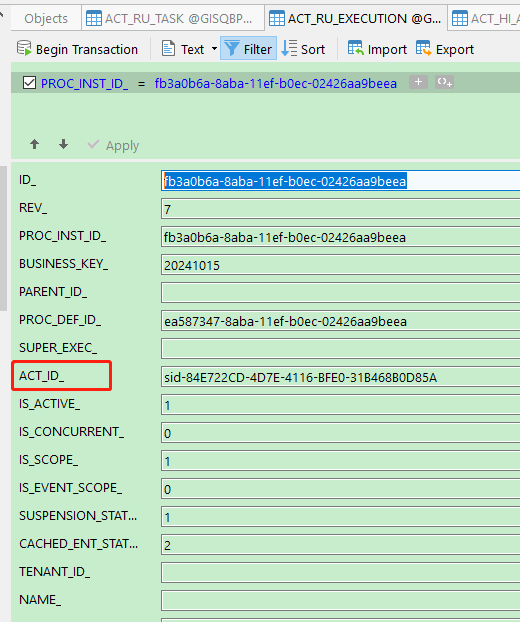 Objects ACT_RU_TASK @GISQBP... ACT_RU_EXECUTION @G... ACT_HI_A
Begin Transaction Text Filter Sort Import Export
PROC_INST_ID_ = fb3a0b6a-8aba-11ef-b0ec-02426aa9beea
Apply
ID_ fb3a0b6a-8aba-11ef-b0ec-02426aa9beea
REV_ 7
PROC_INST_ID_ fb3a0b6a-8aba-11ef-b0ec-02426aa9beea
BUSINESS_KEY_ 20241015
PARENT_ID_
PROC_DEF_ID_ ea587347-8aba-11ef-b0ec-02426aa9beea
SUPER_EXEC_
ACT_ID_ sid-84E722CD-4D7E-4116-BFE0-31B468B0D85A
IS_ACTIVE_ 1
IS_CONCURRENT_ 0
IS_SCOPE_ 1
IS_EVENT_SCOPE_ 0
SUSPENSION_STAT... 1
CACHED_ENT_STAT... 2
TENANT_ID_
NAME_